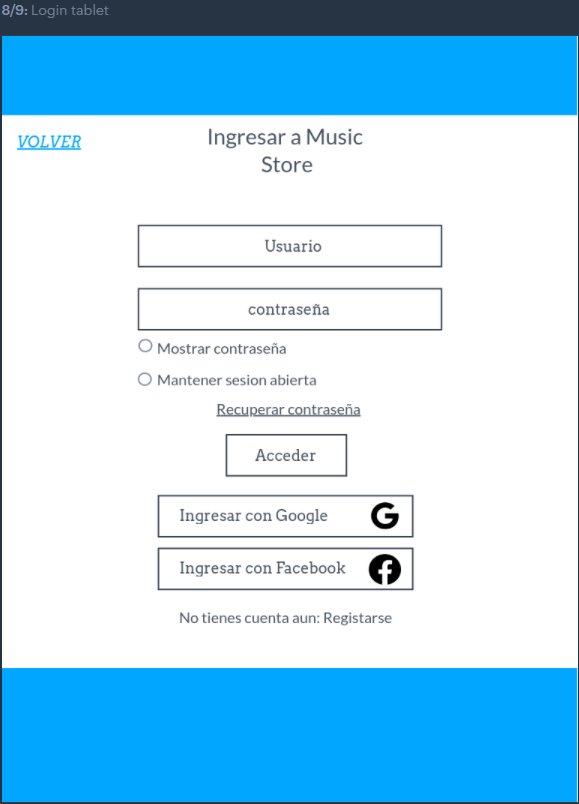 8/9: Login tablet
VOLVER
Ingresar a Music
Store
Usuario
contraseña
Mostrar contraseña
Mantener sesion abierta
Recuperar contraseña
Acceder
Ingresar con Google
Ingresar con Facebook
No tienes cuenta aun: Registarse